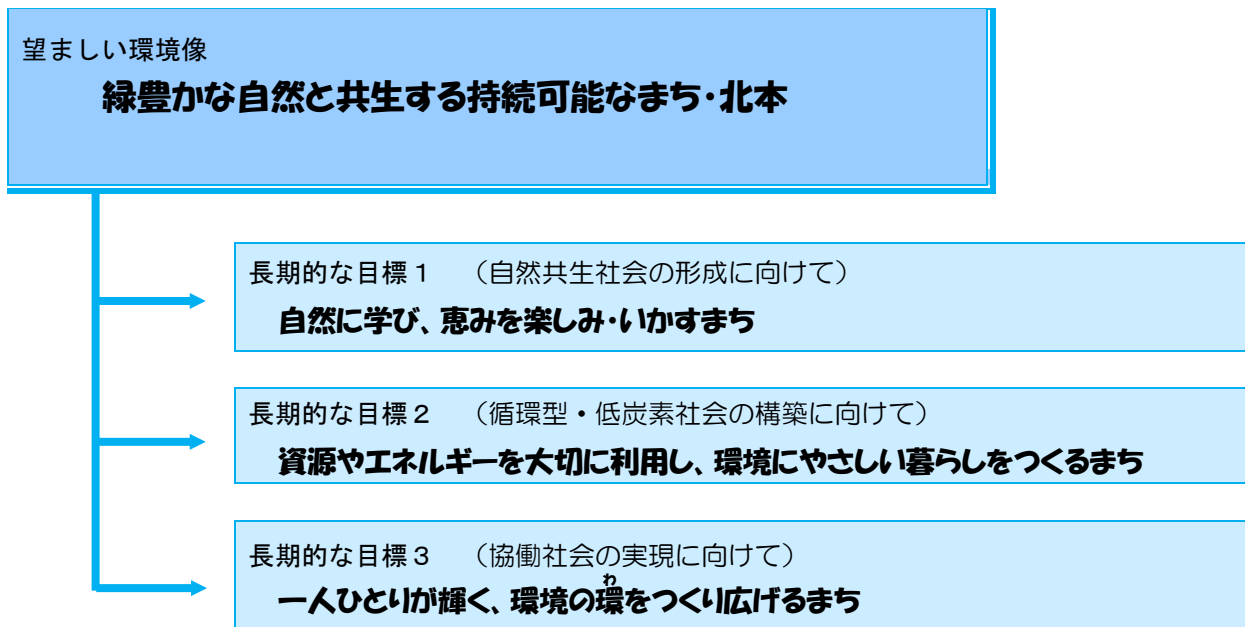 望ましい環境像
緑豊かな自然と共生する持続可能なまち・北本
長期的な目標１　（自然共生社会の形成に向けて）
自然に学び、恵みを楽しみ・いかすまち
長期的な目標２　（循環型・低炭素社会の構築に向けて）
資源やエネルギーを大切に利用し、環境にやさしい暮らしをつくるまち
長期的な目標３　（協働社会の実現に向けて）
わ
一人ひとりが輝く、環境の環をつくり広げるまち